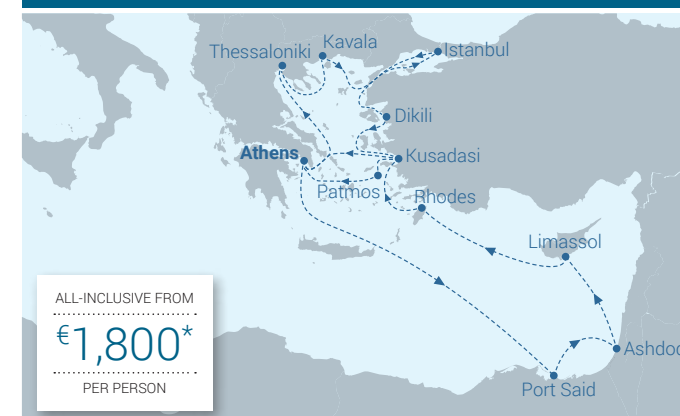 Kavala
Thessaloniki
Istanbul
Dikili
Athens
Kusadasi
Patmos
Rhodes
Limassol
ALL-INCLUSIVE FROM
€1,800*
PER PERSON
Ashdod
Port Said